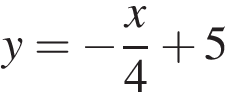 y = −x/4 + 5